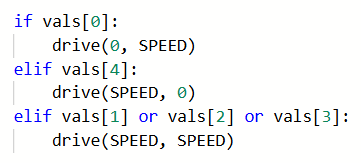 if vals[0]:
    drive(0, SPEED)
elif vals[4]:
    drive(SPEED, 0)
elif vals[1] or vals[2] or vals[3]:
    drive(SPEED, SPEED)